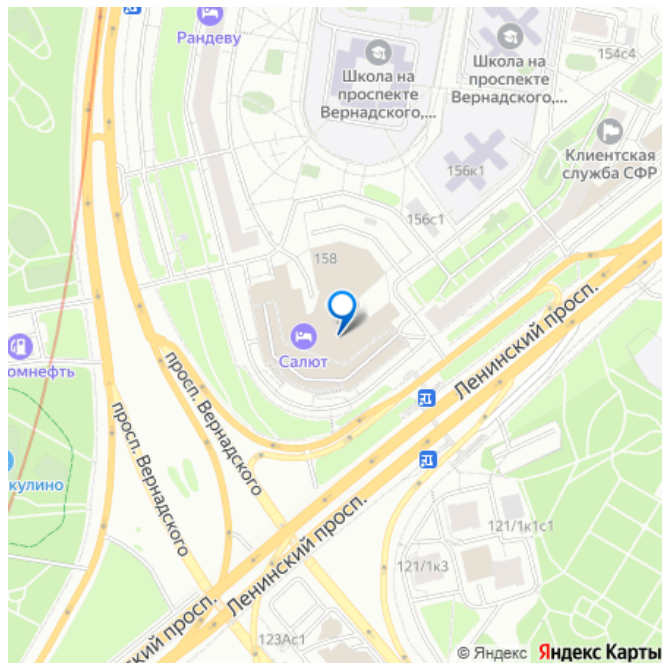 Рандеву
Школа на
проспекте
Вернадского,...
Школа на
проспекте
Вернадского,...
154с4
Клиентская
служба СФР
156к1
156с1
158
Салют
Ленинский просп.
омнефть
просп. Вернадского
просп. Вернадского
кулино
Ленинский просп.
121/1к1с1
121/1к3
123Ас1
ский просп.
© Яндекс Яндекс Карты